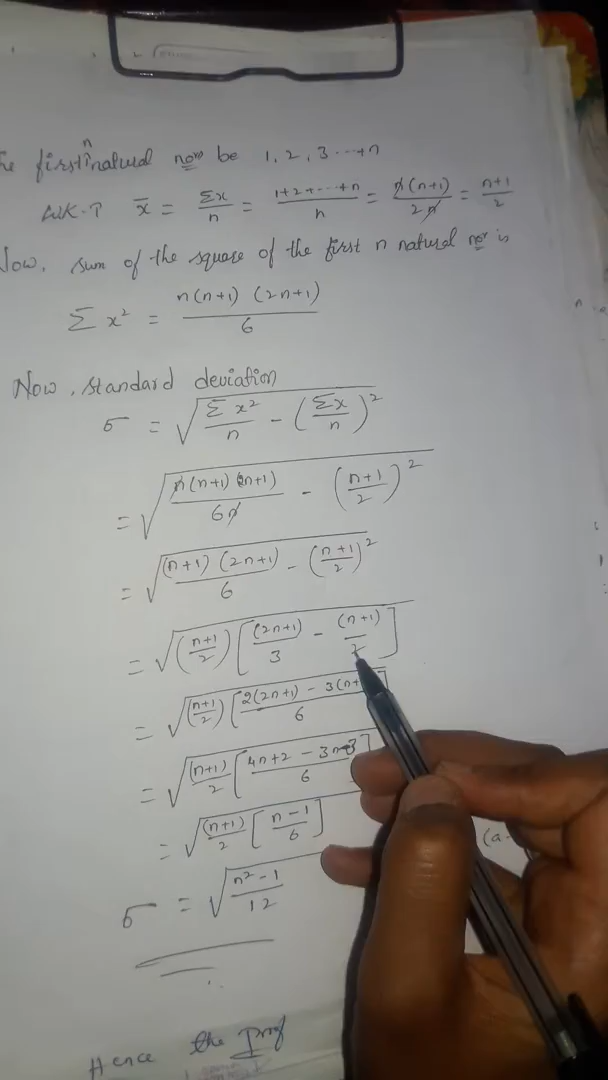 he first n natural nos be 1, 2, 3 ... +n
W.K.T x̄ = Σx/n = 1+2+...+n/n = n(n+1)/2n = n+1/2
Now, sum of the square of the first n natural nos is
Σx² = n(n+1) (2n+1)/6
Now, standard deviation
σ = √(Σx²/n - (Σx/n)²)
= √(n(n+1)(2n+1)/6n - (n+1/2)²)
= √((n+1) (2n+1)/6 - (n+1/2)²)
= √((n+1/2) [(2n+1)/3 - (n+1)/2])
= √((n+1/2) [2(2n+1) - 3(n+/6])
= √((n+1)/2 [4n+2 - 3n-3/6])
= √((n+1)/2 [n-1/6])
(a-
σ = √(n²-1/12)
Hence the Prof